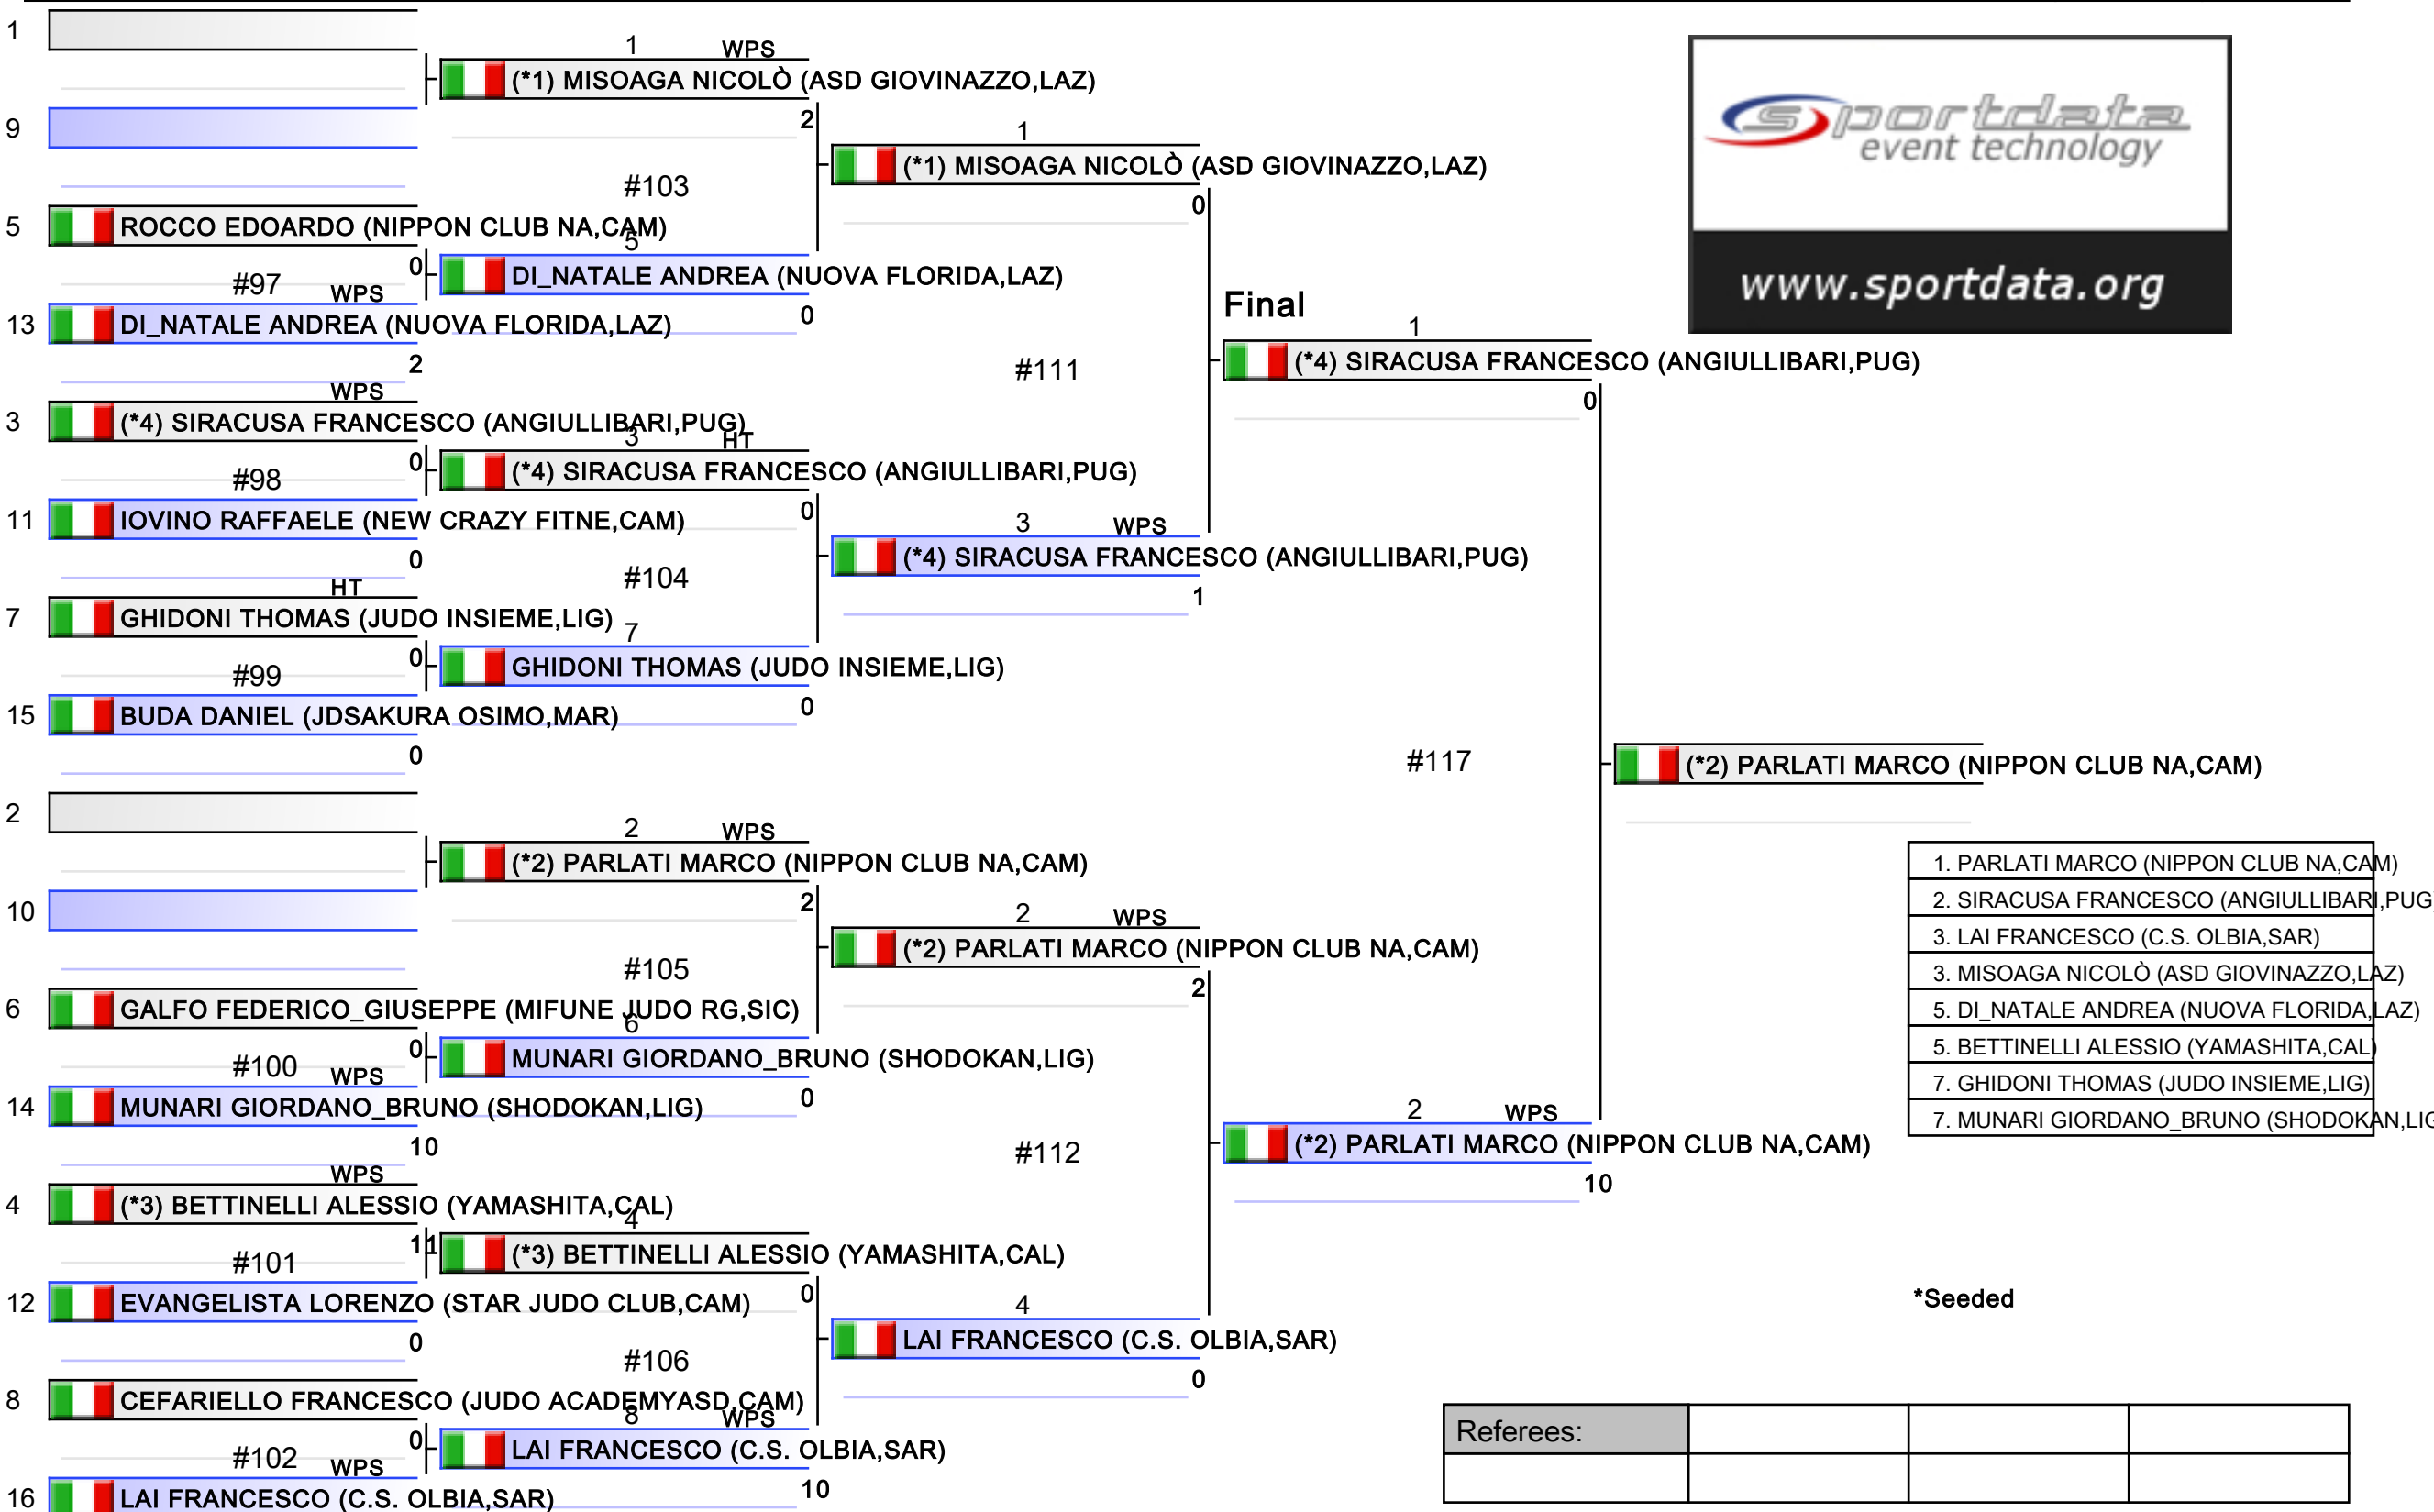 1
1 WPS
(*1) MISOAGA NICOLÒ (ASD GIOVINAZZO,LAZ)
9
2
1
(*1) MISOAGA NICOLÒ (ASD GIOVINAZZO,LAZ)
#103
0
5 ROCCO EDOARDO (NIPPON CLUB NA,CAM)
5
#97 0
DI_NATALE ANDREA (NUOVA FLORIDA,LAZ)
WPS
13 DI_NATALE ANDREA (NUOVA FLORIDA,LAZ)
0
2
sportdata
event technology
www.sportdata.org
Final
1
(*4) SIRACUSA FRANCESCO (ANGIULLIBARI,PUG)
#111
0
WPS
3 (*4) SIRACUSA FRANCESCO (ANGIULLIBARI,PUG)
3 HT
#98 0
(*4) SIRACUSA FRANCESCO (ANGIULLIBARI,PUG)
11 IOVINO RAFFAELE (NEW CRAZY FITNE,CAM)
0
0
3 WPS
(*4) SIRACUSA FRANCESCO (ANGIULLIBARI,PUG)
#104
1
HT
7 GHIDONI THOMAS (JUDO INSIEME,LIG)
7
#99 0
GHIDONI THOMAS (JUDO INSIEME,LIG)
15 BUDA DANIEL (JDSAKURA OSIMO,MAR)
0
0
#117
(*2) PARLATI MARCO (NIPPON CLUB NA,CAM)
2
2 WPS
(*2) PARLATI MARCO (NIPPON CLUB NA,CAM)
10
2
2 WPS
(*2) PARLATI MARCO (NIPPON CLUB NA,CAM)
#105
2
6 GALFO FEDERICO_GIUSEPPE (MIFUNE JUDO RG,SIC)
6
#100 0
MUNARI GIORDANO_BRUNO (SHODOKAN,LIG)
WPS
14 MUNARI GIORDANO_BRUNO (SHODOKAN,LIG)
0
10
1. PARLATI MARCO (NIPPON CLUB NA,CAM)
2. SIRACUSA FRANCESCO (ANGIULLIBARI,PUG
3. LAI FRANCESCO (C.S. OLBIA,SAR)
3. MISOAGA NICOLÒ (ASD GIOVINAZZO,LAZ)
5. DI_NATALE ANDREA (NUOVA FLORIDA,LAZ)
5. BETTINELLI ALESSIO (YAMASHITA,CAL)
7. GHIDONI THOMAS (JUDO INSIEME,LIG)
7. MUNARI GIORDANO_BRUNO (SHODOKAN,LIG
#112
2 WPS
(*2) PARLATI MARCO (NIPPON CLUB NA,CAM)
10
WPS
4 (*3) BETTINELLI ALESSIO (YAMASHITA,CAL)
4
#101 11
(*3) BETTINELLI ALESSIO (YAMASHITA,CAL)
12 EVANGELISTA LORENZO (STAR JUDO CLUB,CAM)
0
0
4
LAI FRANCESCO (C.S. OLBIA,SAR)
#106
0
*Seeded
8 CEFARIELLO FRANCESCO (JUDO ACADEMYASD,CAM)
8 WPS
#102 0
LAI FRANCESCO (C.S. OLBIA,SAR)
WPS
16 LAI FRANCESCO (C.S. OLBIA,SAR)
10
Referees: